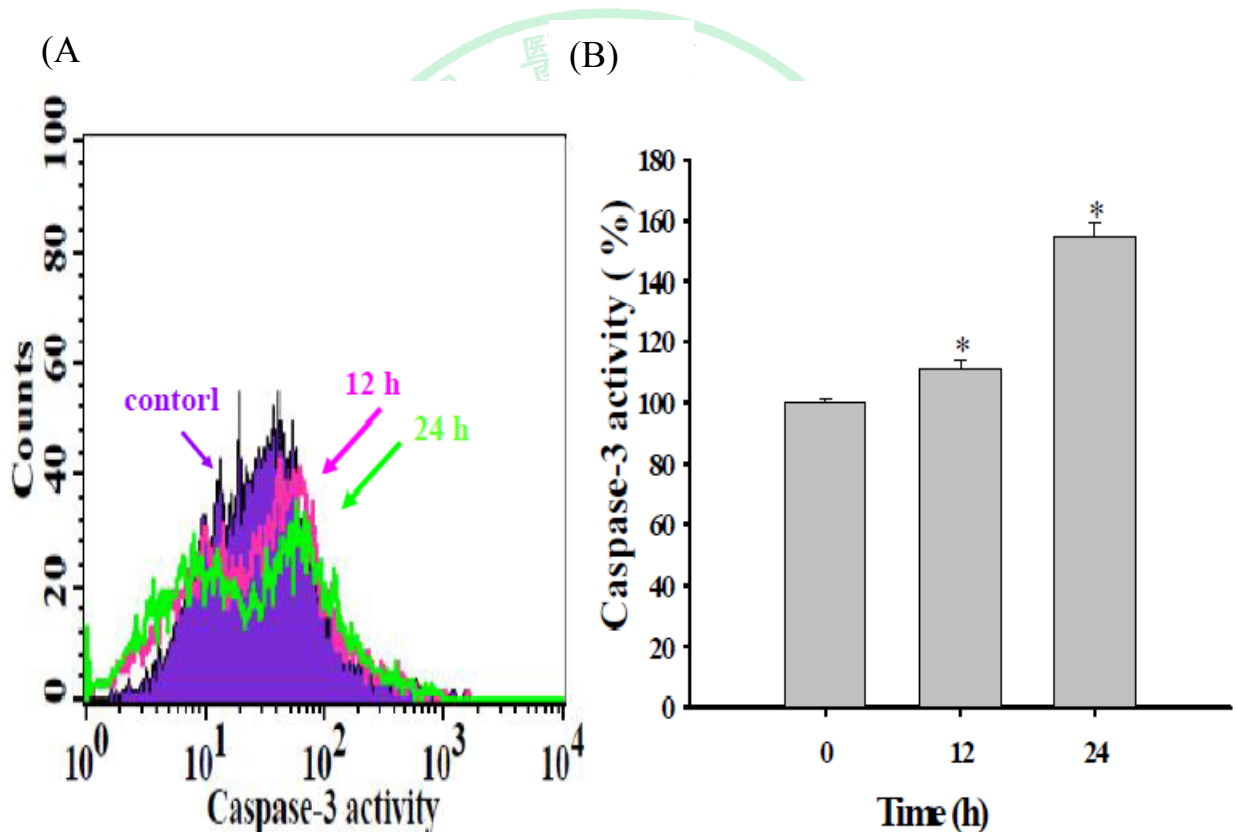 (A
(B)
醫
Counts
100
80
60
40
20
0
contorl
12 h
24 h
10^0 10^1 10^2 10^3 10^4
Caspase-3 activity
Caspase-3 activity ( %)
180
160
140
120
100
80
60
40
20
0
*
*
0 12 24
Time (h)